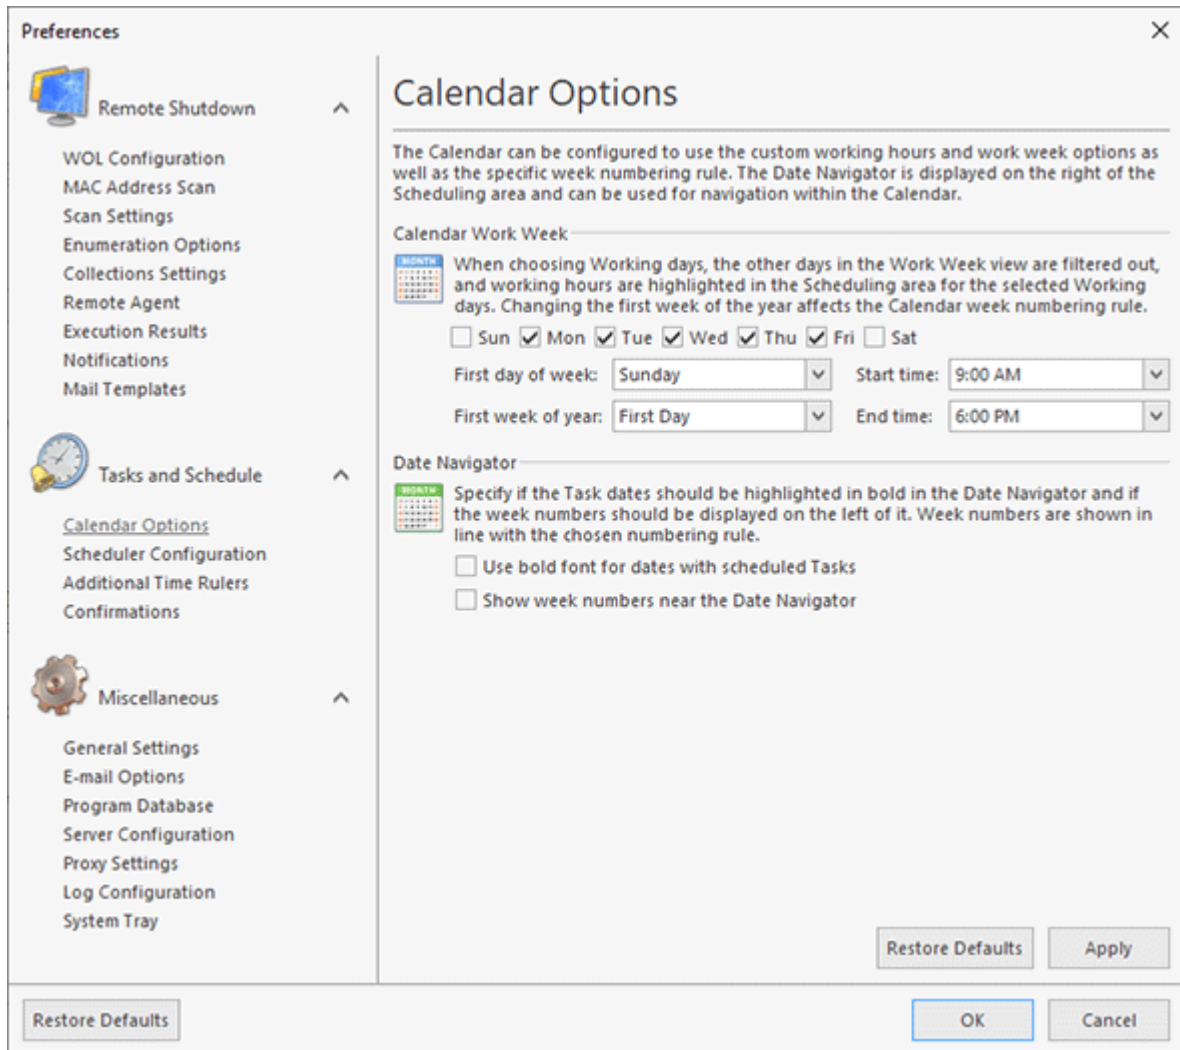 Preferences
Remote Shutdown
WOL Configuration
MAC Address Scan
Scan Settings
Enumeration Options
Collections Settings
Remote Agent
Execution Results
Notifications
Mail Templates
Tasks and Schedule
Calendar Options
Scheduler Configuration
Additional Time Rulers
Confirmations
Miscellaneous
General Settings
E-mail Options
Program Database
Server Configuration
Proxy Settings
Log Configuration
System Tray
Calendar Options
The Calendar can be configured to use the custom working hours and work week options as
well as the specific week numbering rule. The Date Navigator is displayed on the right of the
Scheduling area and can be used for navigation within the Calendar.
Calendar Work Week
MONTH
When choosing Working days, the other days in the Work Week view are filtered out,
and working hours are highlighted in the Scheduling area for the selected Working
days. Changing the first week of the year affects the Calendar week numbering rule.
Sun Mon Tue Wed Thu Fri Sat
First day of week: Sunday Start time: 9:00 AM
First week of year: First Day End time: 6:00 PM
Date Navigator
MONTH
Specify if the Task dates should be highlighted in bold in the Date Navigator and if
the week numbers should be displayed on the left of it. Week numbers are shown in
line with the chosen numbering rule.
Use bold font for dates with scheduled Tasks
Show week numbers near the Date Navigator
Restore Defaults Apply
Restore Defaults OK Cancel